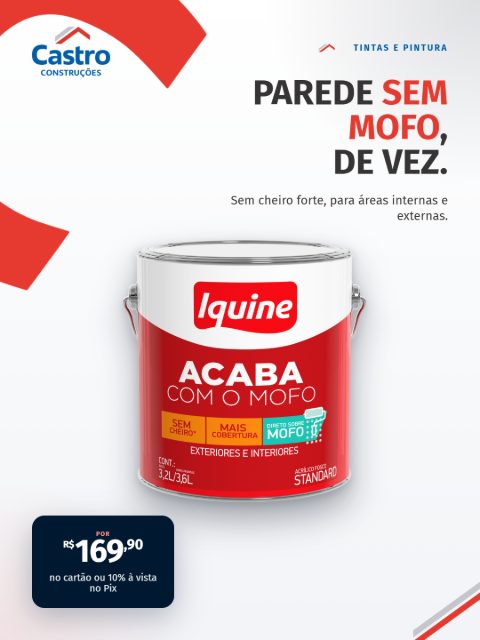 Castro
CONSTRUÇÕES
TINTAS E PINTURA
PAREDE SEM
MOFO,
DE VEZ.
Sem cheiro forte, para áreas internas e
externas.
Iquine
ACABA
COM O MOFO
SEM
CHEIRO*
MAIS
COBERTURA
DIRETO SOBRE
MOFO
EXTERIORES E INTERIORES
CONT.:
3,2L/3,6L
ACRÍLICO FOSCO
STANDARD
POR
R$169,90
no cartão ou 10% à vista
no Pix